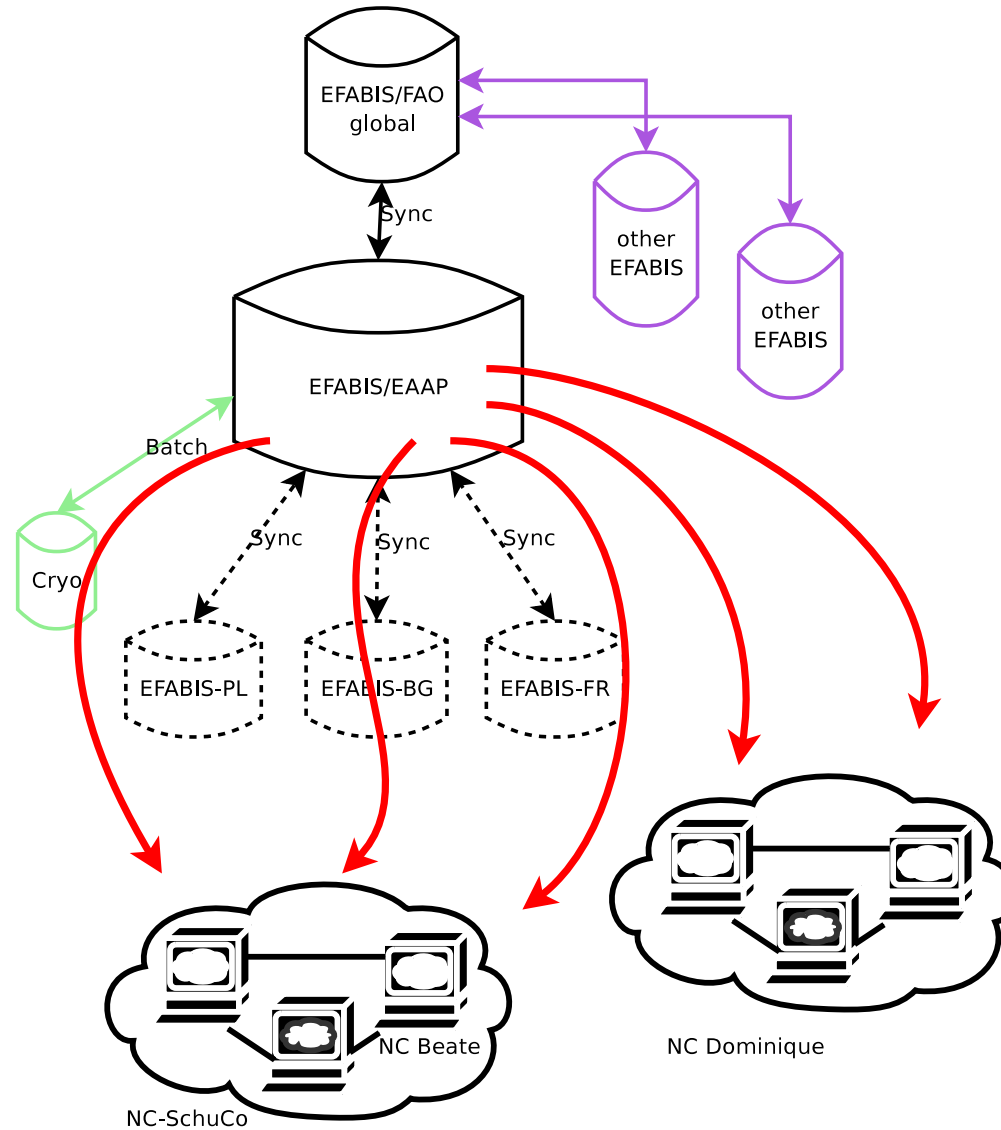 EFABIS/FAO
global
Sync
other
EFABIS
other
EFABIS
EFABIS/EAAP
Batch
Sync
Sync
Sync
Cryo
EFABIS-PL
EFABIS-BG
EFABIS-FR
NC Beate
NC Dominique
NC-SchuCo